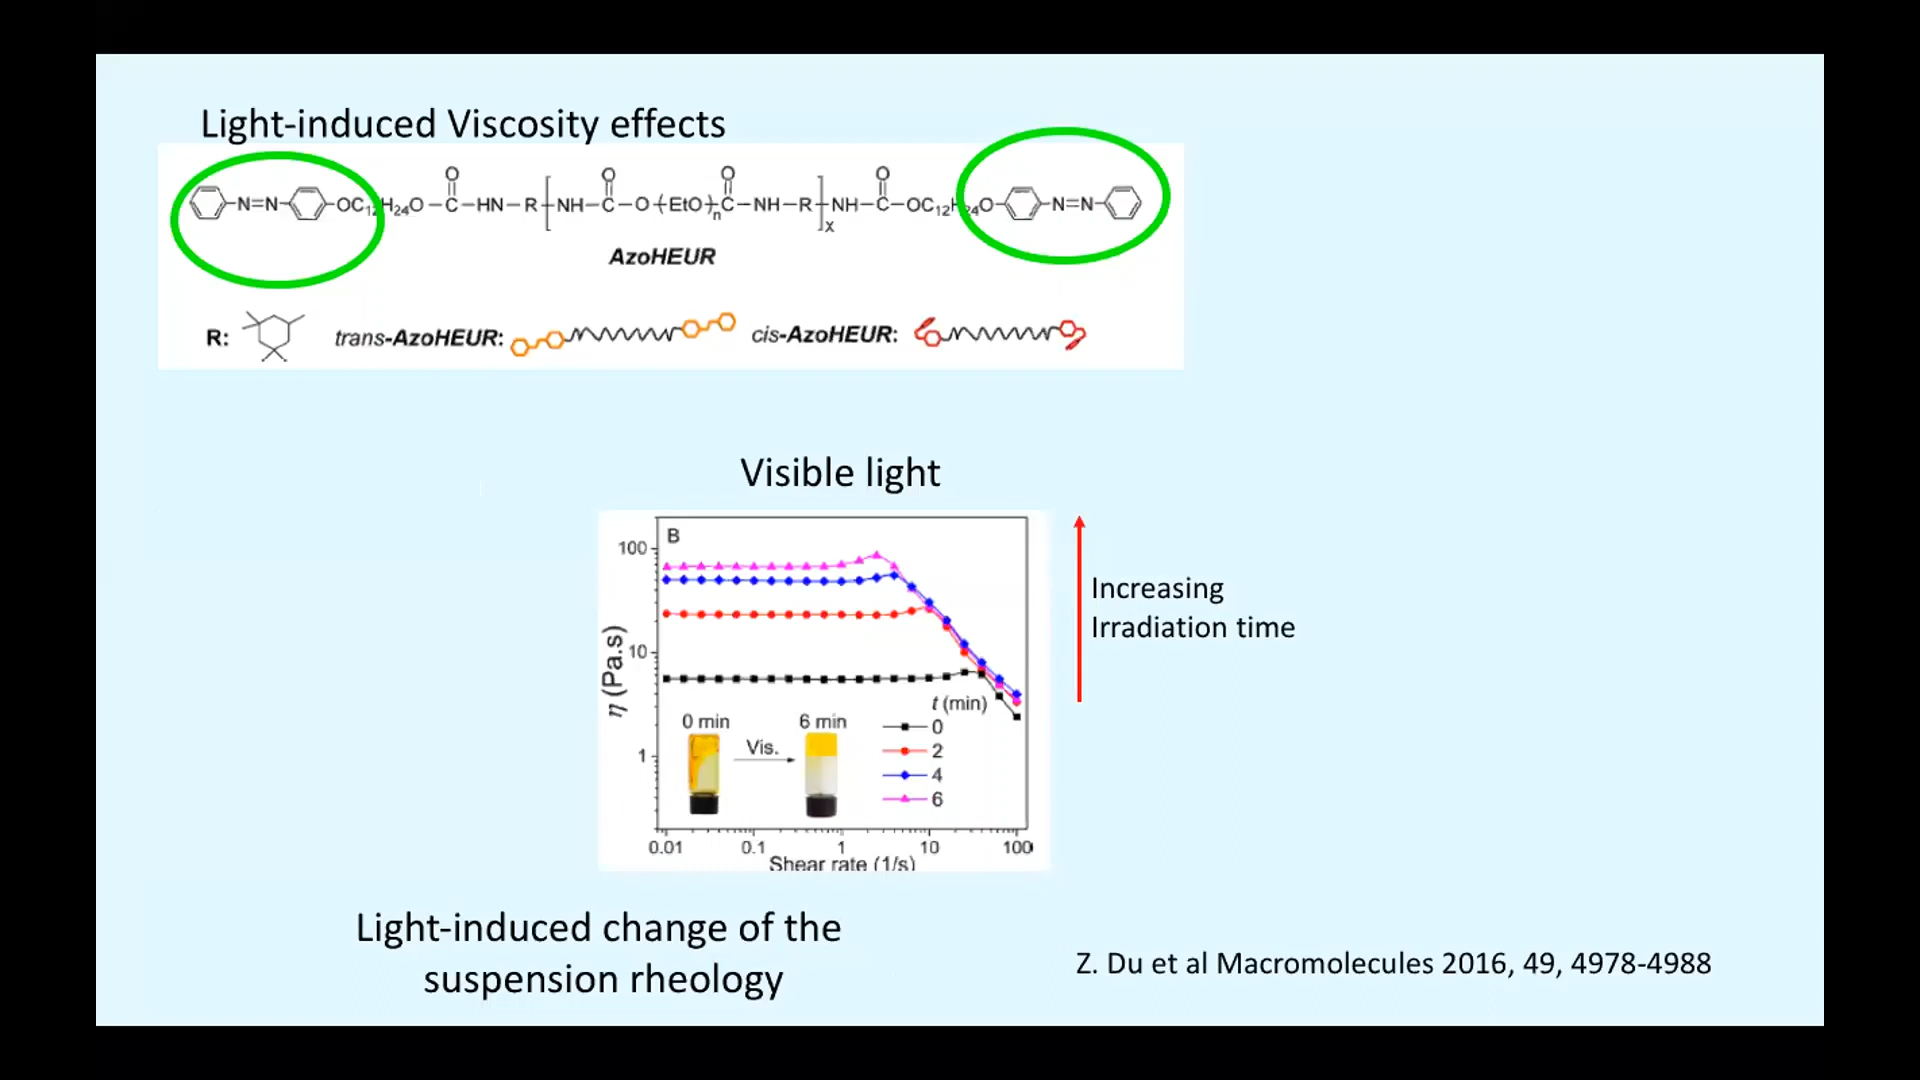 Light-induced Viscosity effects
N=N OC12H24O-C-HN-R NH-C-O (EtO)n C-NH-R x NH-C-OC12H24O N=N
O O O O
AzoHEUR
R: trans-AzoHEUR: cis-AzoHEUR:
Visible light
B
100
10
1
η (Pa.s)
Increasing
Irradiation time
t (min)
0
2
4
6
0 min Vis. 6 min
0.01 0.1 1 10 100
Shear rate (1/s)
Light-induced change of the
suspension rheology
Z. Du et al Macromolecules 2016, 49, 4978-4988